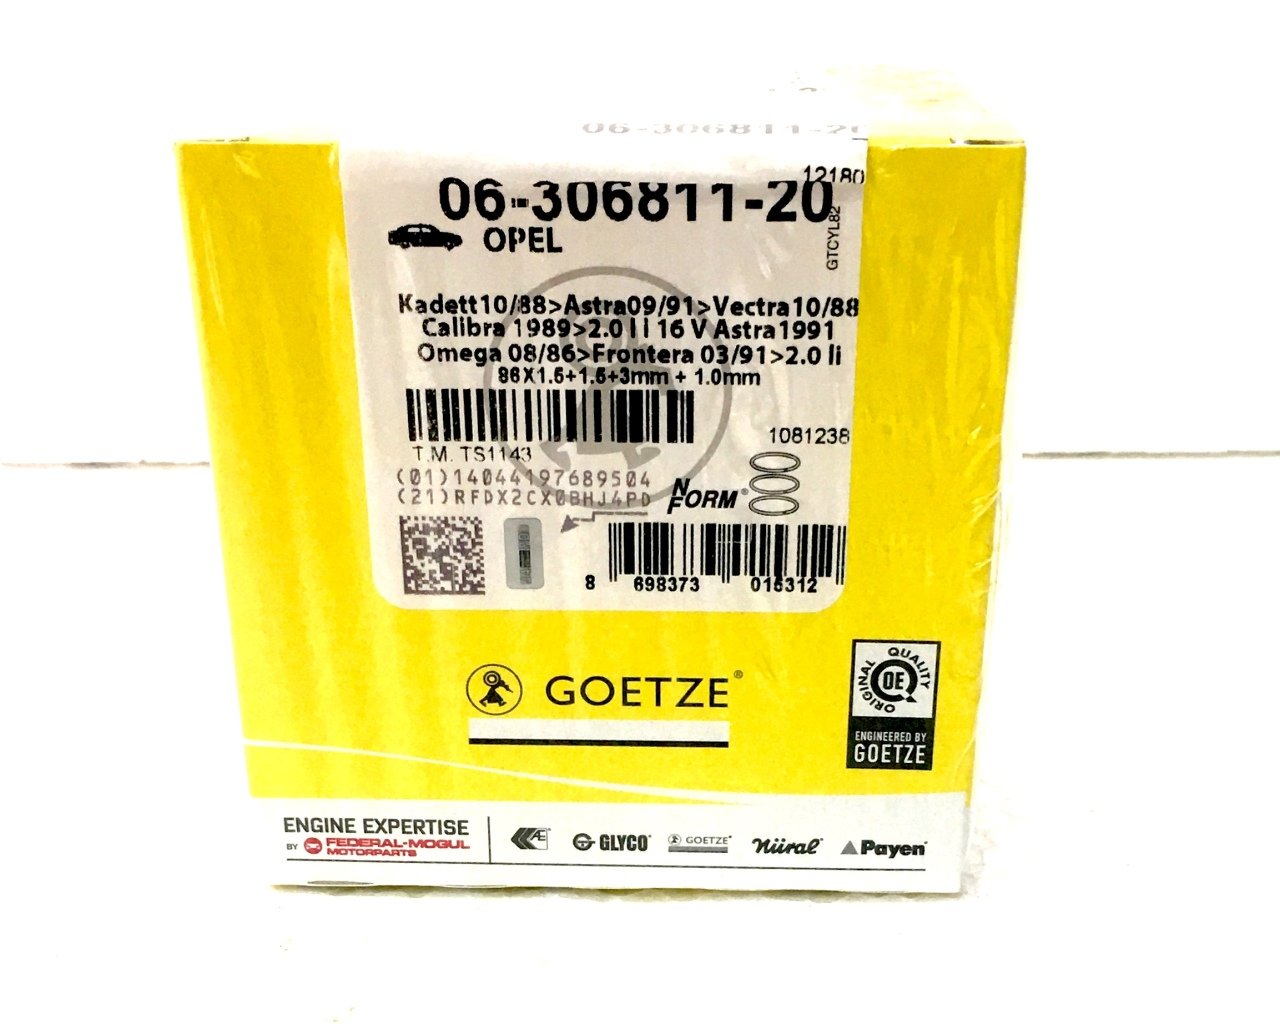 06-306811-20
12180
06-306811-20
GTCYL82
OPEL
Kadett10/88>Astra09/91>Vectra10/88
Calibra 1989>2.0 I i 16 V Astra1991
Omega 08/86>Frontera 03/91>2.0 li
86X1.5+1.5+3mm + 1.0mm
1081238
T.M. TS1143
(01)14044197689504
(21)RFDX2CX0BHJ4PD
N
FORM®
8 698373 015312
GOETZE®
ORIGINAL QUALITY
OE
ENGINEERED BY
GOETZE
ENGINE EXPERTISE
BY FEDERAL-MOGUL
MOTORPARTS
AE
GLYCO®
GOETZE®
Nüral®
Payen®